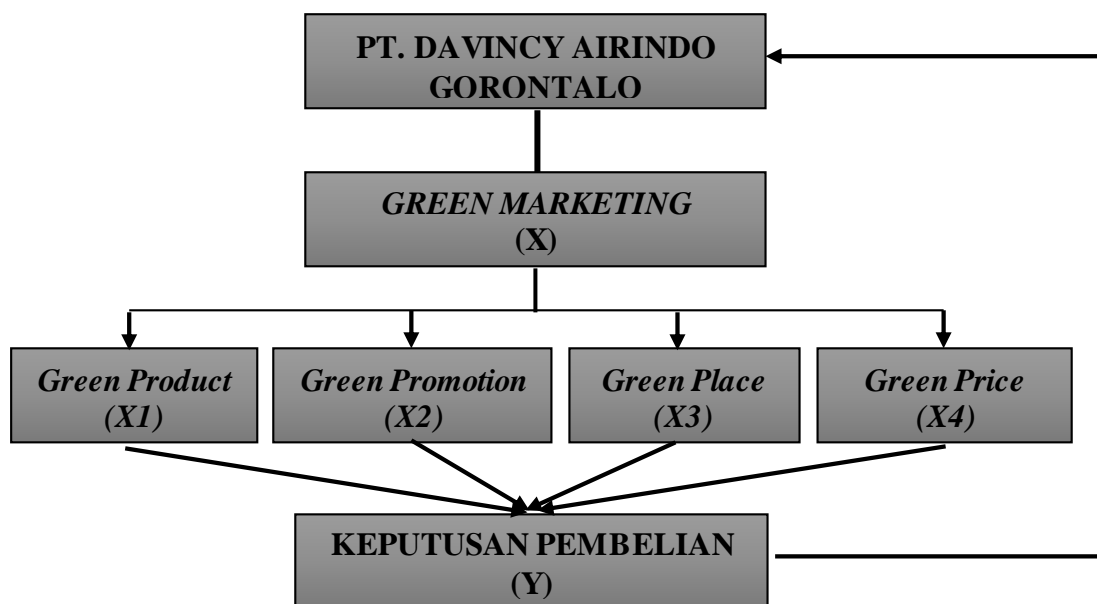 PT. DAVINCY AIRINDO
GORONTALO
GREEN MARKETING
(X)
Green Product
(X1)
Green Promotion
(X2)
Green Place
(X3)
Green Price
(X4)
KEPUTUSAN PEMBELIAN
(Y)